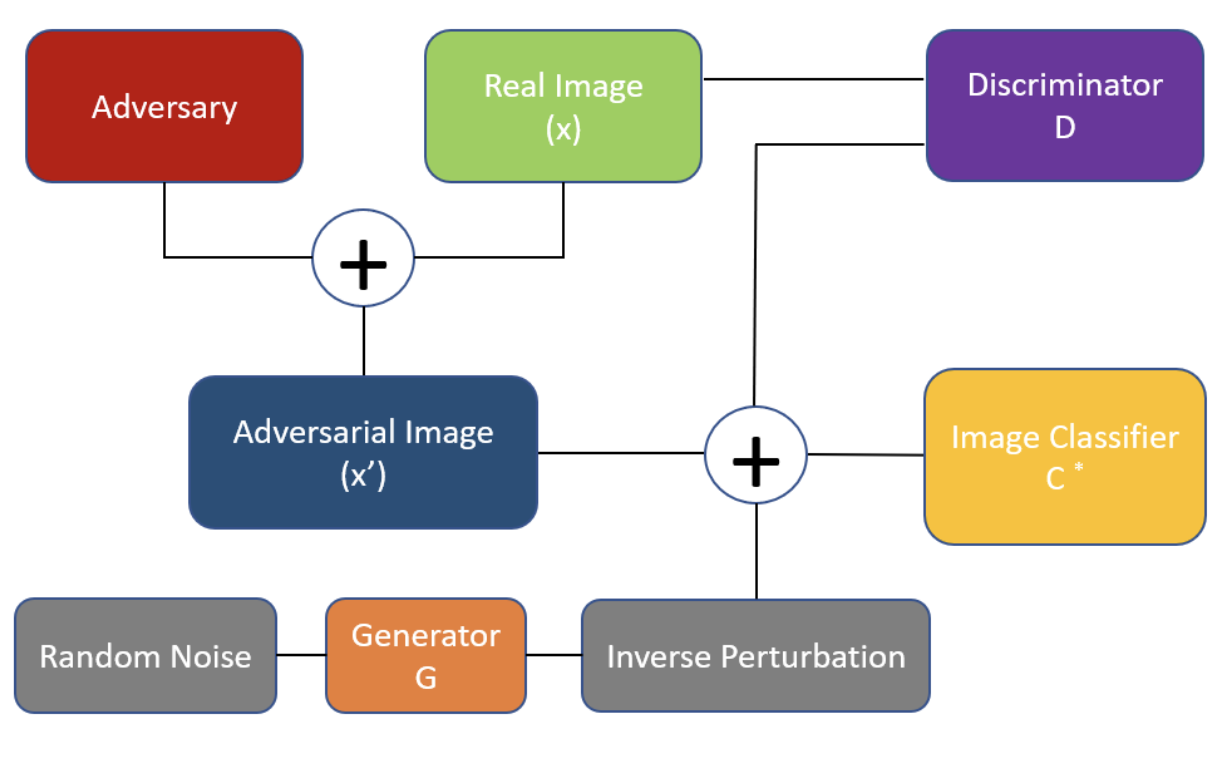 Adversary
Real Image
(x)
Discriminator
D
+
Adversarial Image
(x’)
+
Image Classifier
C *
Random Noise
Generator
G
Inverse Perturbation